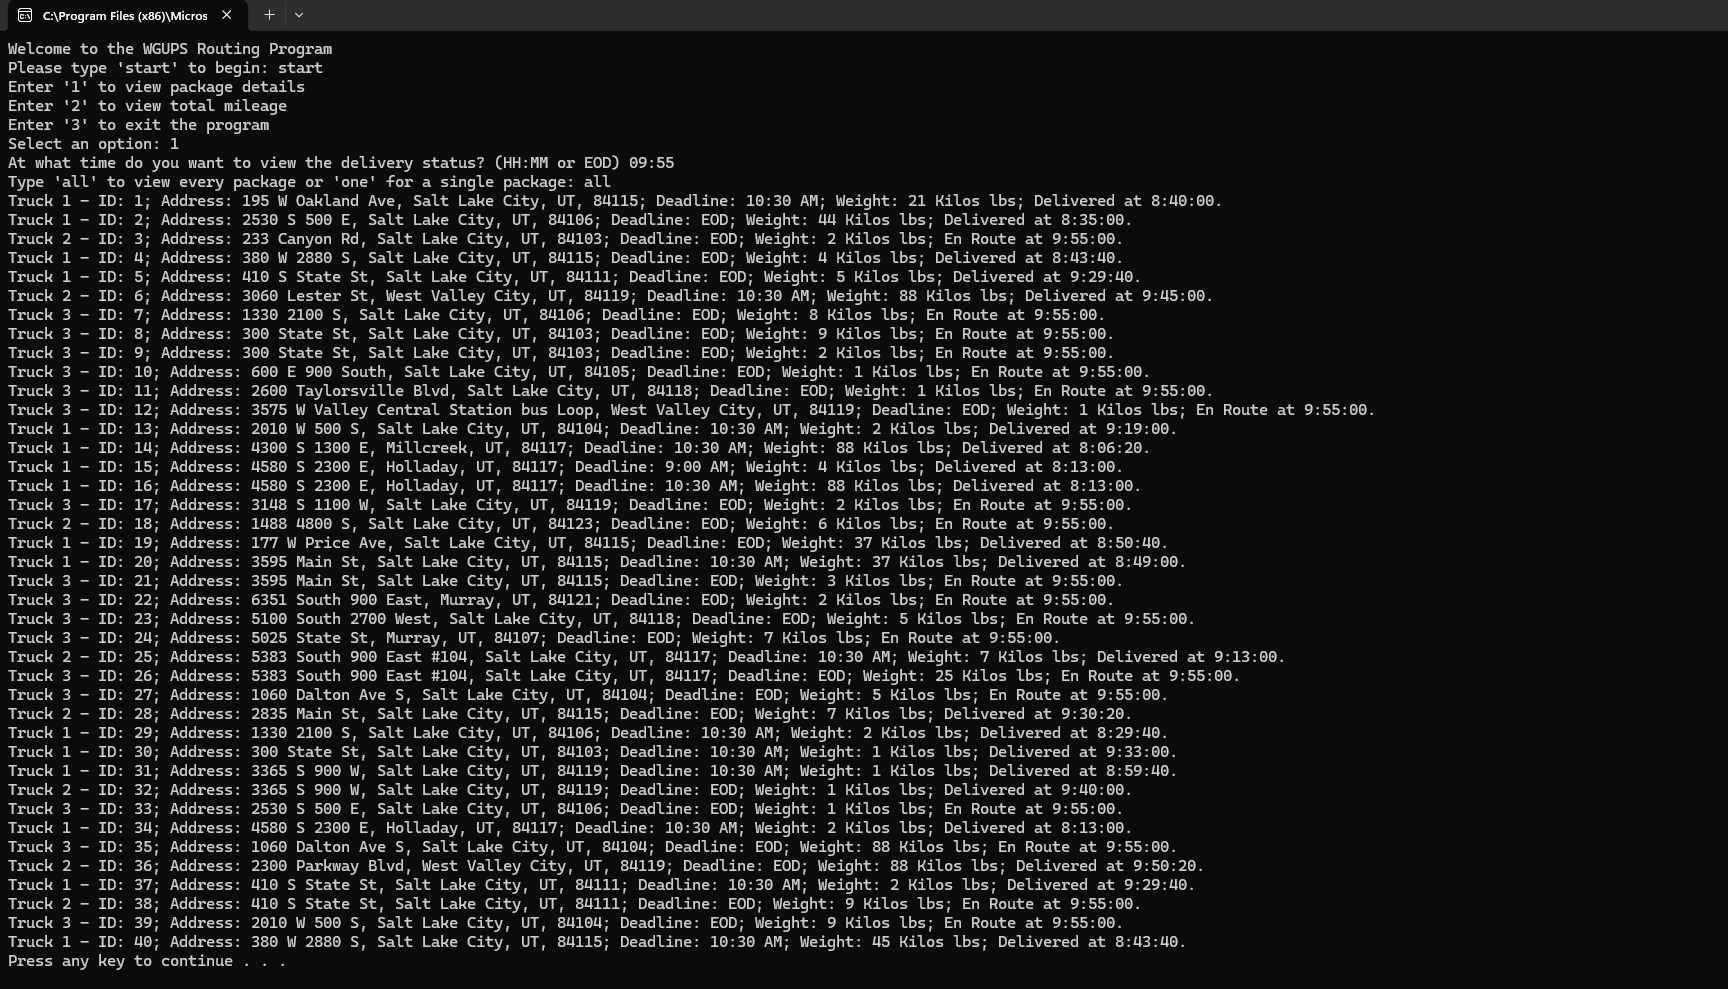 C:\Program Files (x86)\Micros
Welcome to the WGUPS Routing Program
Please type 'start' to begin: start
Enter '1' to view package details
Enter '2' to view total mileage
Enter '3' to exit the program
Select an option: 1
At what time do you want to view the delivery status? (HH:MM or EOD) 09:55
Type 'all' to view every package or 'one' for a single package: all
Truck 1 - ID: 1; Address: 195 W Oakland Ave, Salt Lake City, UT, 84115; Deadline: 10:30 AM; Weight: 21 Kilos lbs; Delivered at 8:40:00.
Truck 1 - ID: 2; Address: 2530 S 500 E, Salt Lake City, UT, 84106; Deadline: EOD; Weight: 44 Kilos lbs; Delivered at 8:35:00.
Truck 2 - ID: 3; Address: 233 Canyon Rd, Salt Lake City, UT, 84103; Deadline: EOD; Weight: 2 Kilos lbs; En Route at 9:55:00.
Truck 1 - ID: 4; Address: 380 W 2880 S, Salt Lake City, UT, 84115; Deadline: EOD; Weight: 4 Kilos lbs; Delivered at 8:43:40.
Truck 1 - ID: 5; Address: 410 S State St, Salt Lake City, UT, 84111; Deadline: EOD; Weight: 5 Kilos lbs; Delivered at 9:29:40.
Truck 2 - ID: 6; Address: 3060 Lester St, West Valley City, UT, 84119; Deadline: 10:30 AM; Weight: 88 Kilos lbs; Delivered at 9:45:00.
Truck 3 - ID: 7; Address: 1330 2100 S, Salt Lake City, UT, 84106; Deadline: EOD; Weight: 8 Kilos lbs; En Route at 9:55:00.
Truck 3 - ID: 8; Address: 300 State St, Salt Lake City, UT, 84103; Deadline: EOD; Weight: 9 Kilos lbs; En Route at 9:55:00.
Truck 3 - ID: 9; Address: 300 State St, Salt Lake City, UT, 84103; Deadline: EOD; Weight: 2 Kilos lbs; En Route at 9:55:00.
Truck 3 - ID: 10; Address: 600 E 900 South, Salt Lake City, UT, 84105; Deadline: EOD; Weight: 1 Kilos lbs; En Route at 9:55:00.
Truck 3 - ID: 11; Address: 2600 Taylorsville Blvd, Salt Lake City, UT, 84118; Deadline: EOD; Weight: 1 Kilos lbs; En Route at 9:55:00.
Truck 3 - ID: 12; Address: 3575 W Valley Central Station bus Loop, West Valley City, UT, 84119; Deadline: EOD; Weight: 1 Kilos lbs; En Route at 9:55:00.
Truck 1 - ID: 13; Address: 2010 W 500 S, Salt Lake City, UT, 84104; Deadline: 10:30 AM; Weight: 2 Kilos lbs; Delivered at 9:19:00.
Truck 1 - ID: 14; Address: 4300 S 1300 E, Millcreek, UT, 84117; Deadline: 10:30 AM; Weight: 88 Kilos lbs; Delivered at 8:06:20.
Truck 1 - ID: 15; Address: 4580 S 2300 E, Holladay, UT, 84117; Deadline: 9:00 AM; Weight: 4 Kilos lbs; Delivered at 8:13:00.
Truck 1 - ID: 16; Address: 4580 S 2300 E, Holladay, UT, 84117; Deadline: 10:30 AM; Weight: 88 Kilos lbs; Delivered at 8:13:00.
Truck 3 - ID: 17; Address: 3148 S 1100 W, Salt Lake City, UT, 84119; Deadline: EOD; Weight: 2 Kilos lbs; En Route at 9:55:00.
Truck 2 - ID: 18; Address: 1488 4800 S, Salt Lake City, UT, 84123; Deadline: EOD; Weight: 6 Kilos lbs; En Route at 9:55:00.
Truck 1 - ID: 19; Address: 177 W Price Ave, Salt Lake City, UT, 84115; Deadline: EOD; Weight: 37 Kilos lbs; Delivered at 8:50:40.
Truck 1 - ID: 20; Address: 3595 Main St, Salt Lake City, UT, 84115; Deadline: 10:30 AM; Weight: 37 Kilos lbs; Delivered at 8:49:00.
Truck 3 - ID: 21; Address: 3595 Main St, Salt Lake City, UT, 84115; Deadline: EOD; Weight: 3 Kilos lbs; En Route at 9:55:00.
Truck 3 - ID: 22; Address: 6351 South 900 East, Murray, UT, 84121; Deadline: EOD; Weight: 2 Kilos lbs; En Route at 9:55:00.
Truck 3 - ID: 23; Address: 5100 South 2700 West, Salt Lake City, UT, 84118; Deadline: EOD; Weight: 5 Kilos lbs; En Route at 9:55:00.
Truck 3 - ID: 24; Address: 5025 State St, Murray, UT, 84107; Deadline: EOD; Weight: 7 Kilos lbs; En Route at 9:55:00.
Truck 2 - ID: 25; Address: 5383 South 900 East #104, Salt Lake City, UT, 84117; Deadline: 10:30 AM; Weight: 7 Kilos lbs; Delivered at 9:13:00.
Truck 3 - ID: 26; Address: 5383 South 900 East #104, Salt Lake City, UT, 84117; Deadline: EOD; Weight: 25 Kilos lbs; En Route at 9:55:00.
Truck 3 - ID: 27; Address: 1060 Dalton Ave S, Salt Lake City, UT, 84104; Deadline: EOD; Weight: 5 Kilos lbs; En Route at 9:55:00.
Truck 2 - ID: 28; Address: 2835 Main St, Salt Lake City, UT, 84115; Deadline: EOD; Weight: 7 Kilos lbs; Delivered at 9:30:20.
Truck 1 - ID: 29; Address: 1330 2100 S, Salt Lake City, UT, 84106; Deadline: 10:30 AM; Weight: 2 Kilos lbs; Delivered at 8:29:40.
Truck 1 - ID: 30; Address: 300 State St, Salt Lake City, UT, 84103; Deadline: 10:30 AM; Weight: 1 Kilos lbs; Delivered at 9:33:00.
Truck 1 - ID: 31; Address: 3365 S 900 W, Salt Lake City, UT, 84119; Deadline: 10:30 AM; Weight: 1 Kilos lbs; Delivered at 8:59:40.
Truck 2 - ID: 32; Address: 3365 S 900 W, Salt Lake City, UT, 84119; Deadline: EOD; Weight: 1 Kilos lbs; Delivered at 9:40:00.
Truck 3 - ID: 33; Address: 2530 S 500 E, Salt Lake City, UT, 84106; Deadline: EOD; Weight: 1 Kilos lbs; En Route at 9:55:00.
Truck 1 - ID: 34; Address: 4580 S 2300 E, Holladay, UT, 84117; Deadline: 10:30 AM; Weight: 2 Kilos lbs; Delivered at 8:13:00.
Truck 3 - ID: 35; Address: 1060 Dalton Ave S, Salt Lake City, UT, 84104; Deadline: EOD; Weight: 88 Kilos lbs; En Route at 9:55:00.
Truck 2 - ID: 36; Address: 2300 Parkway Blvd, West Valley City, UT, 84119; Deadline: EOD; Weight: 88 Kilos lbs; Delivered at 9:50:20.
Truck 1 - ID: 37; Address: 410 S State St, Salt Lake City, UT, 84111; Deadline: 10:30 AM; Weight: 2 Kilos lbs; Delivered at 9:29:40.
Truck 2 - ID: 38; Address: 410 S State St, Salt Lake City, UT, 84111; Deadline: EOD; Weight: 9 Kilos lbs; En Route at 9:55:00.
Truck 3 - ID: 39; Address: 2010 W 500 S, Salt Lake City, UT, 84104; Deadline: EOD; Weight: 9 Kilos lbs; En Route at 9:55:00.
Truck 1 - ID: 40; Address: 380 W 2880 S, Salt Lake City, UT, 84115; Deadline: 10:30 AM; Weight: 45 Kilos lbs; Delivered at 8:43:40.
Press any key to continue . . .